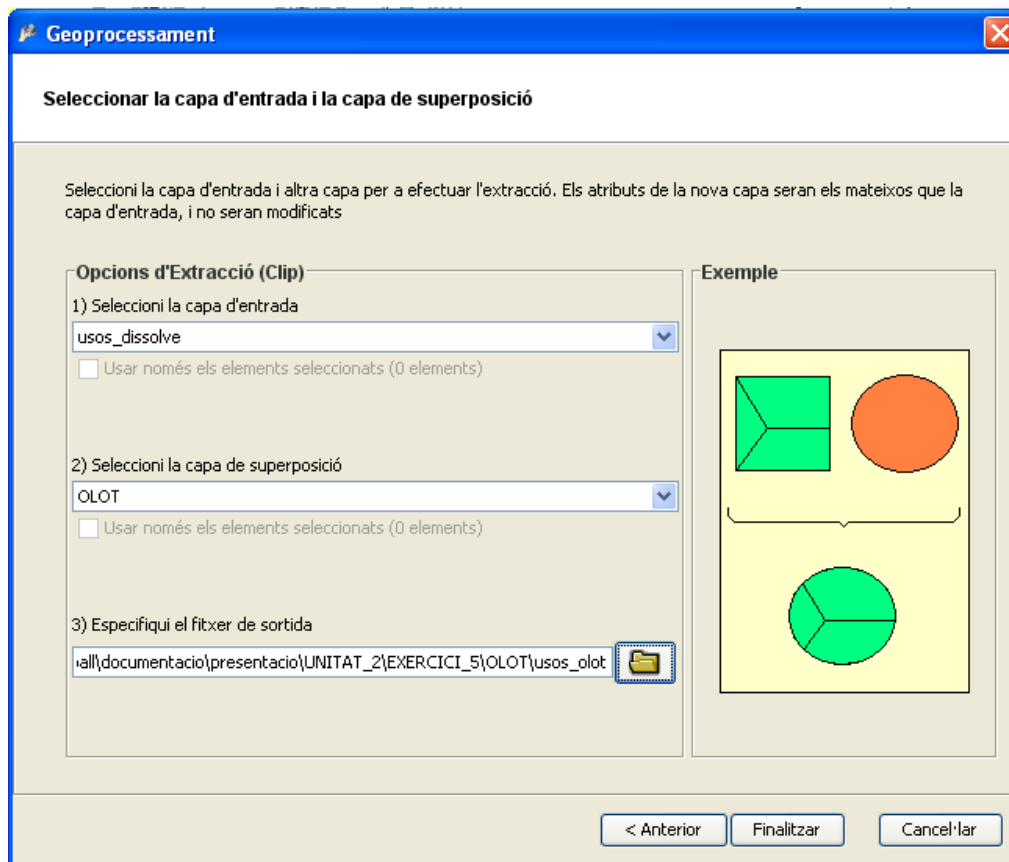 Geoprocessament
Seleccionar la capa d'entrada i la capa de superposició
Seleccioni la capa d'entrada i altra capa per a efectuar l'extracció. Els atributs de la nova capa seran els mateixos que la
capa d'entrada, i no seran modificats
Opcions d'Extracció (Clip)
1) Seleccioni la capa d'entrada
usos_dissolve
Usar només els elements seleccionats (0 elements)
2) Seleccioni la capa de superposició
OLOT
Usar només els elements seleccionats (0 elements)
3) Especifiqui el fitxer de sortida
all\documentacio\presentacio\UNITAT_2\EXERCICI_5\OLOT\usos_olot
Exemple
< Anterior
Finalitzar
Cancel·lar